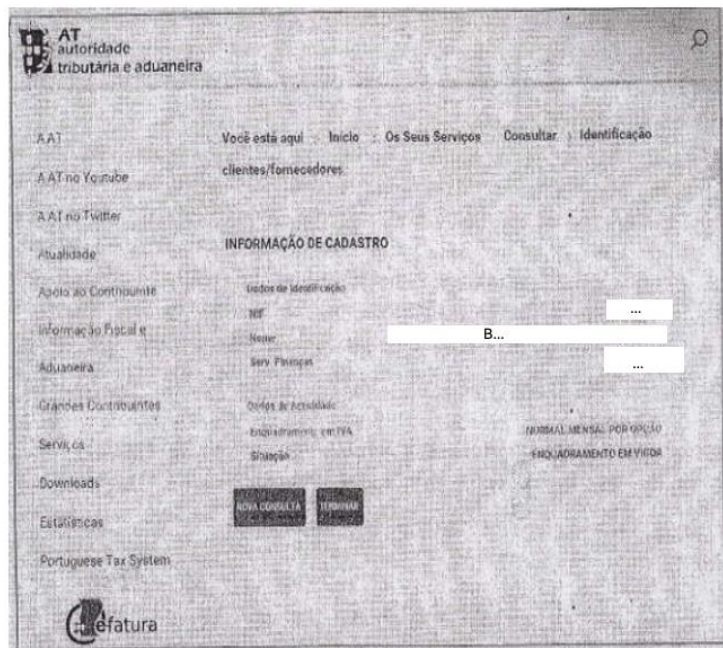 AT
autoridade
tributária e aduaneira
A AT
A AT no Youtube
A AT no Twitter
Atualidade
Apoio ao Contribuinte
Informação Fiscal e
Aduaneira
Grandes Contribuintes
Serviços
Downloads
Estatísticas
Portuguese Tax System
Você está aqui Início Os Seus Serviços Consultar Identificação
clientes/fornecedores
INFORMAÇÃO DE CADASTRO
Dados de Identificação
NIF ...
Nome B...
Serv. Finanças ...
Dados de Actividade
Enquadramento em IVA NORMAL MENSAL POR OPÇÃO
Situação ENQUADRAMENTO EM VIGOR
NOVA CONSULTA TERMINAR
efatura